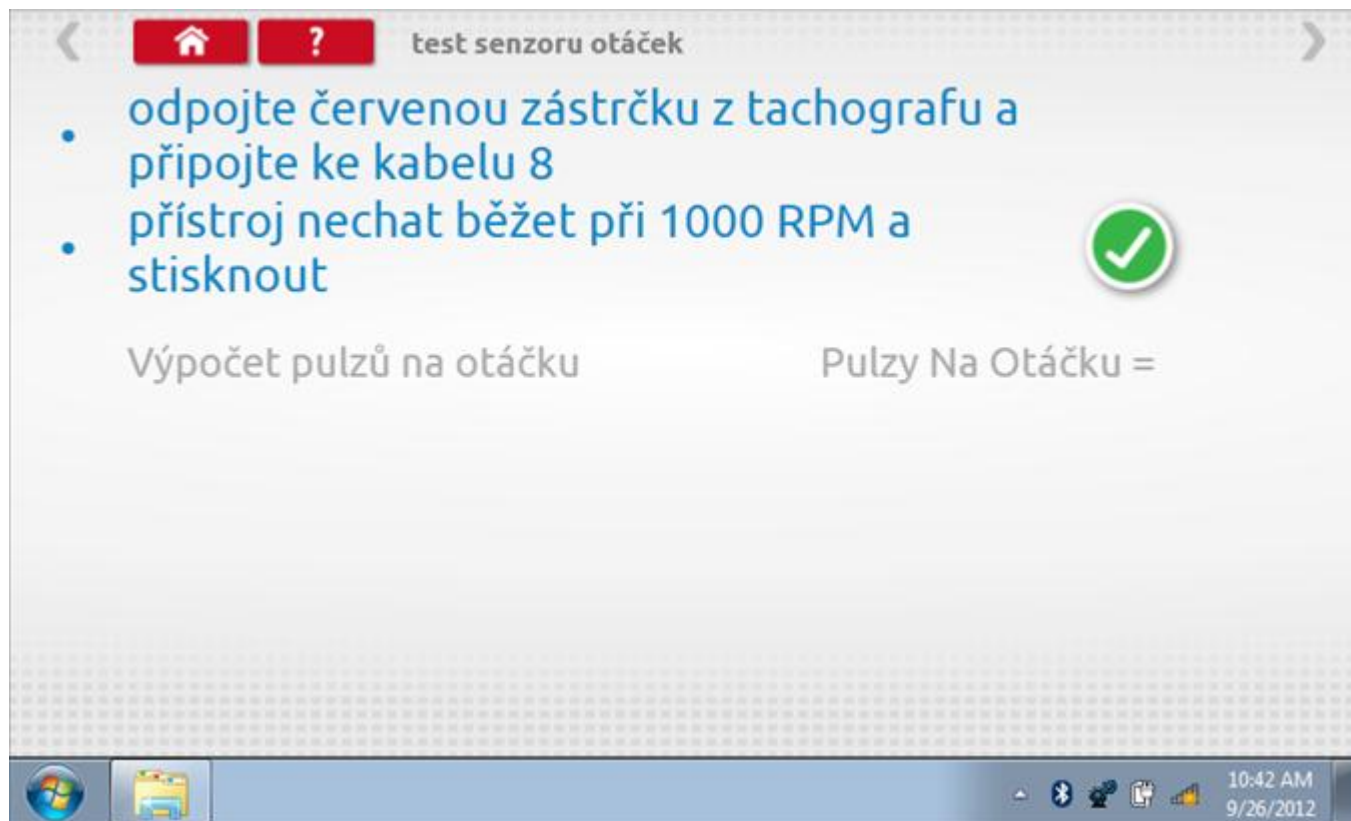 ?
test senzoru otáček
• odpojte červenou zástrčku z tachografu a
připojte ke kabelu 8
• přístroj nechat běžet při 1000 RPM a
stisknout
Výpočet pulzů na otáčku
Pulzy Na Otáčku =
10:42 AM
9/26/2012